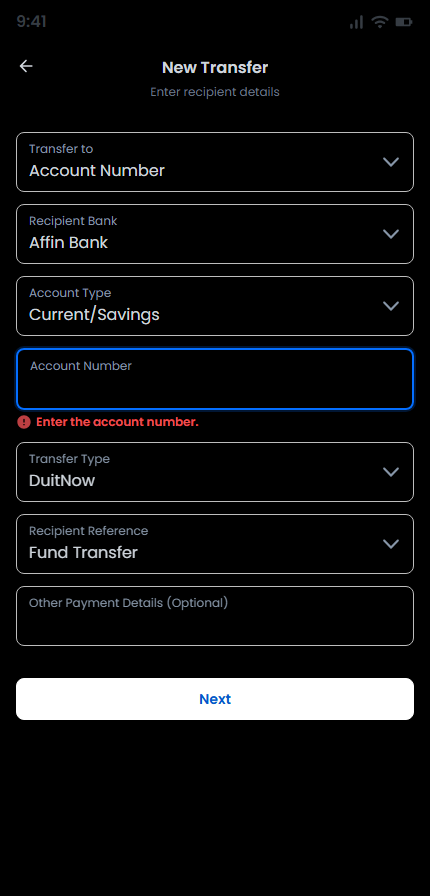 9:41
New Transfer
Enter recipient details
Transfer to
Account Number
Recipient Bank
Affin Bank
Account Type
Current/Savings
Account Number
Enter the account number.
Transfer Type
DuitNow
Recipient Reference
Fund Transfer
Other Payment Details (Optional)
Next